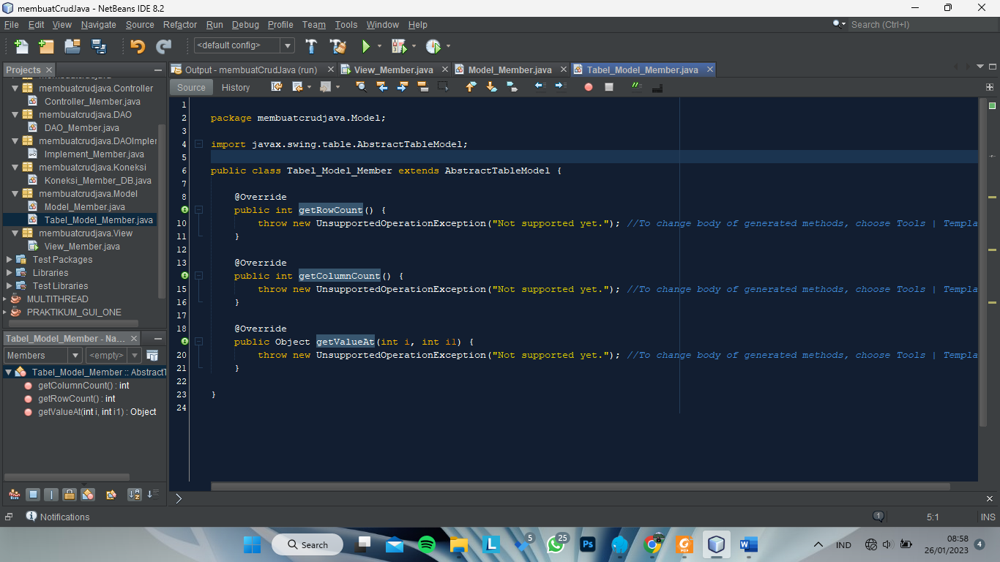 membuatCrudJava - NetBeans IDE 8.2
File Edit View Navigate Source Refactor Run Debug Profile Team Tools Window Help
Search (Ctrl+I)
<default config>
Projects
Output - membuatCrudJava (run)
View_Member.java
Model_Member.java
Tabel_Model_Member.java
Source History
membuatcrudjava.Controller
Controller_Member.java
membuatcrudjava.DAO
DAO_Member.java
membuatcrudjava.DAOImplem
Implement_Member.java
membuatcrudjava.Koneksi
Koneksi_Member_DB.java
membuatcrudjava.Model
Model_Member.java
Tabel_Model_Member.java
membuatcrudjava.View
View_Member.java
Test Packages
Libraries
Test Libraries
MULTITHREAD
PRAKTIKUM_GUI_ONE
Tabel_Model_Member - Na...
Members
<empty>
Tabel_Model_Member :: AbstractT
getColumnCount() : int
getRowCount() : int
getValueAt(int i, int i1) : Object
1
2 package membuatcrudjava.Model;
3
4 import javax.swing.table.AbstractTableModel;
5
6 public class Tabel_Model_Member extends AbstractTableModel {
7
8 @Override
public int getRowCount() {
10 throw new UnsupportedOperationException("Not supported yet."); //To change body of generated methods, choose Tools | Templa
11 }
12
13 @Override
public int getColumnCount() {
15 throw new UnsupportedOperationException("Not supported yet."); //To change body of generated methods, choose Tools | Templa
16 }
17
18 @Override
public Object getValueAt(int i, int i1) {
20 throw new UnsupportedOperationException("Not supported yet."); //To change body of generated methods, choose Tools | Templa
21 }
22
23 }
24
Notifications
1
5:1
INS
Search
5
25
Ps
L
W
IND
08:58
26/01/2023
4